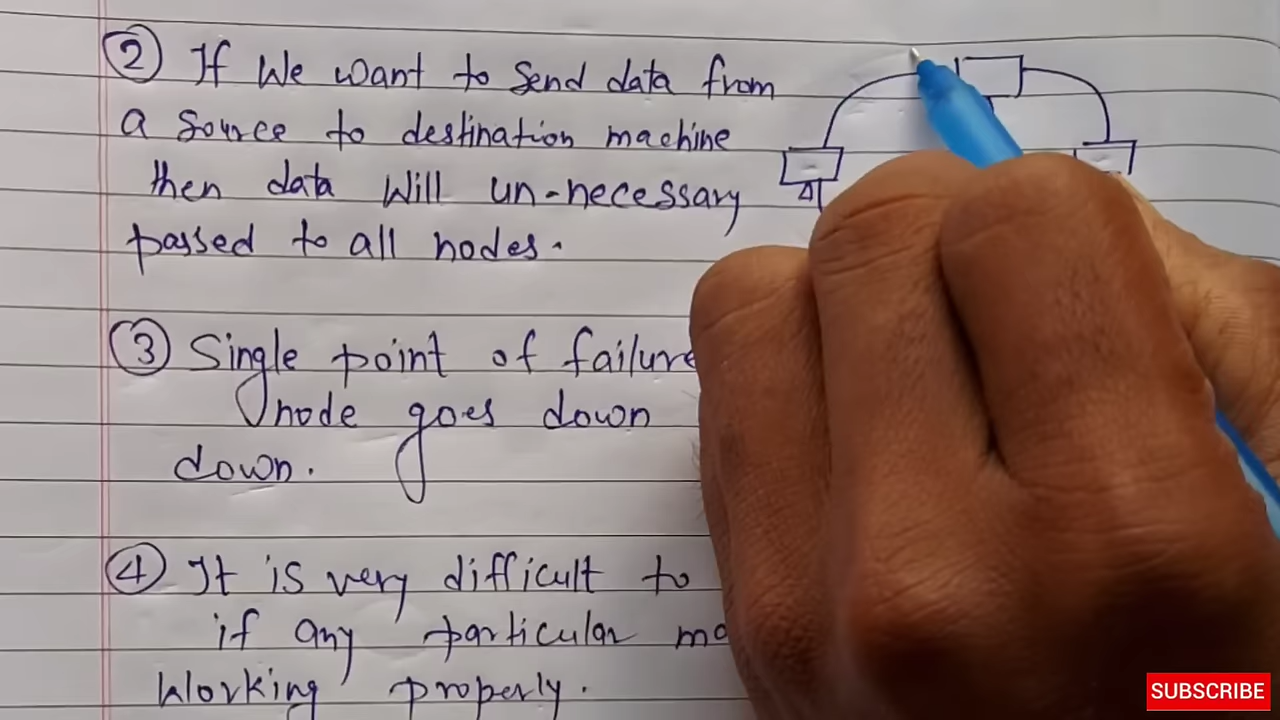 ② If We want to Send data from
a Source to destination machine
then data Will un-necessary
passed to all nodes.
③ Single point of failure
node goes down
down.
④ It is very difficult to
if any particular
Working properly.
SUBSCRIBE